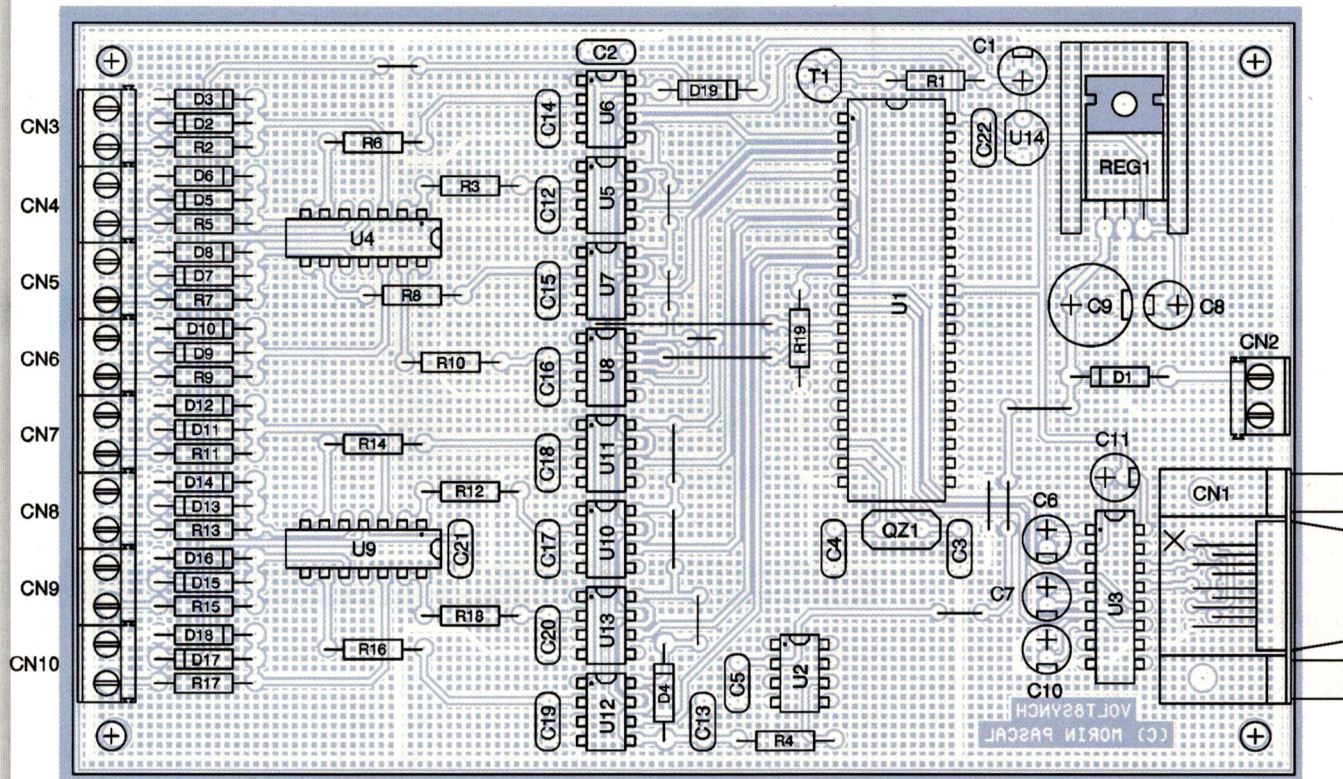 C2
C1
T1
R1
D19
CN3
D3
D2
R2
C14
U6
R6
C22
U14
REG1
CN4
D6
D5
R5
R3
C12
U5
U4
CN5
D8
D7
R7
R8
C15
U7
U1
C9
C8
CN6
D10
D9
R9
R10
C16
U8
R19
CN2
D1
CN7
D12
D11
R11
R14
C18
U11
C11
CN8
D14
D13
R13
R12
C17
U10
U9
C21
C4
QZ1
C3
C6
CN1
CN9
D16
D15
R15
R18
C20
U13
C7
U3
CN10
D18
D17
R17
R16
C19
U12
D4
C13
C5
U2
R4
C10
VOLT8SYNCH
(C) MORIN PASCAL